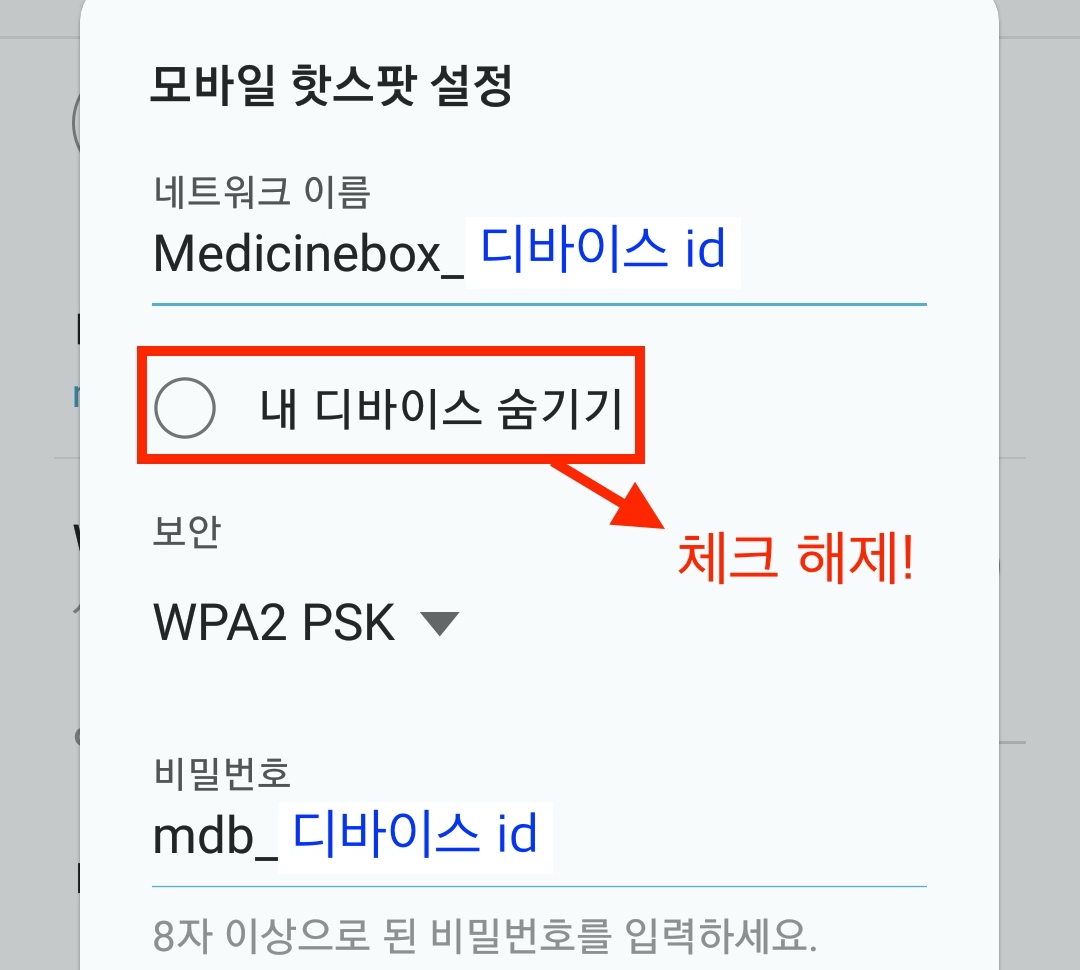 모바일 핫스팟 설정
네트워크 이름
Medicinebox_ 디바이스 id
내 디바이스 숨기기
체크 해제!
보안
WPA2 PSK
비밀번호
mdb_ 디바이스 id
8자 이상으로 된 비밀번호를 입력하세요.